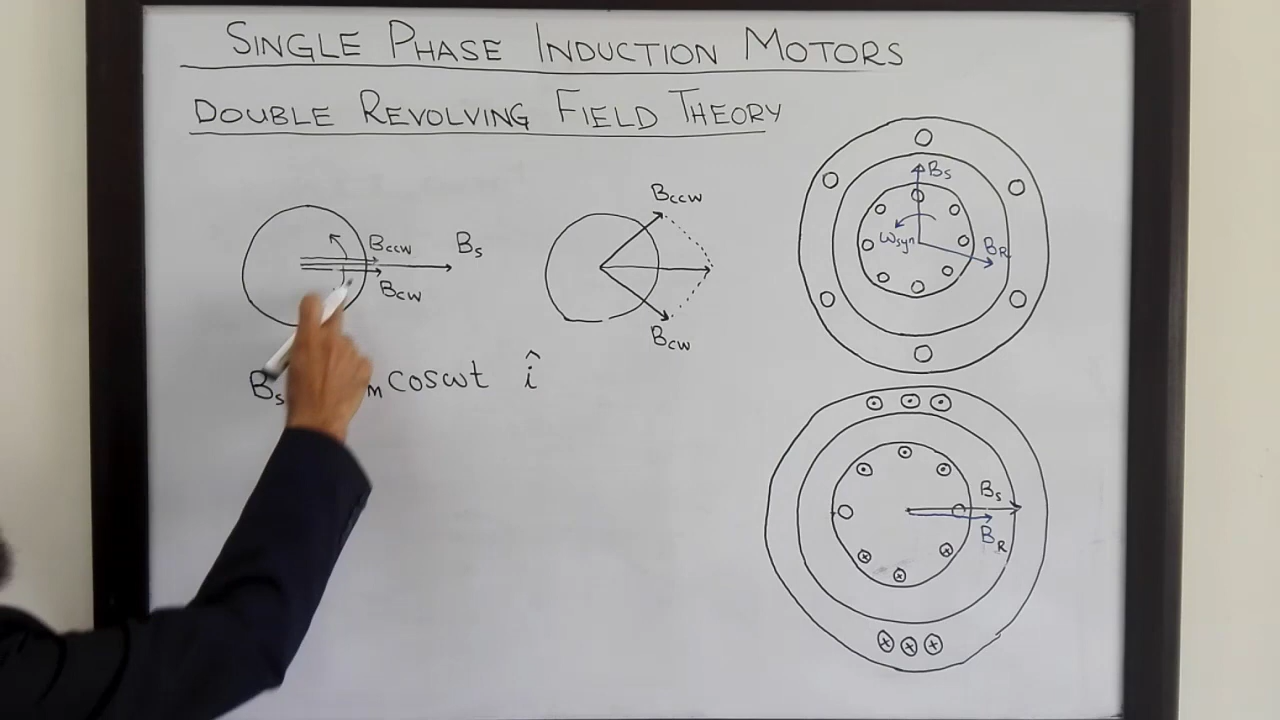 SINGLE PHASE INDUCTION MOTORS
DOUBLE REVOLVING FIELD THEORY
Bccw
Bs
Bcw
Bccw
Bcw
Bs
m cosωt î
Bs
ωsyn
BR
Bs
BR